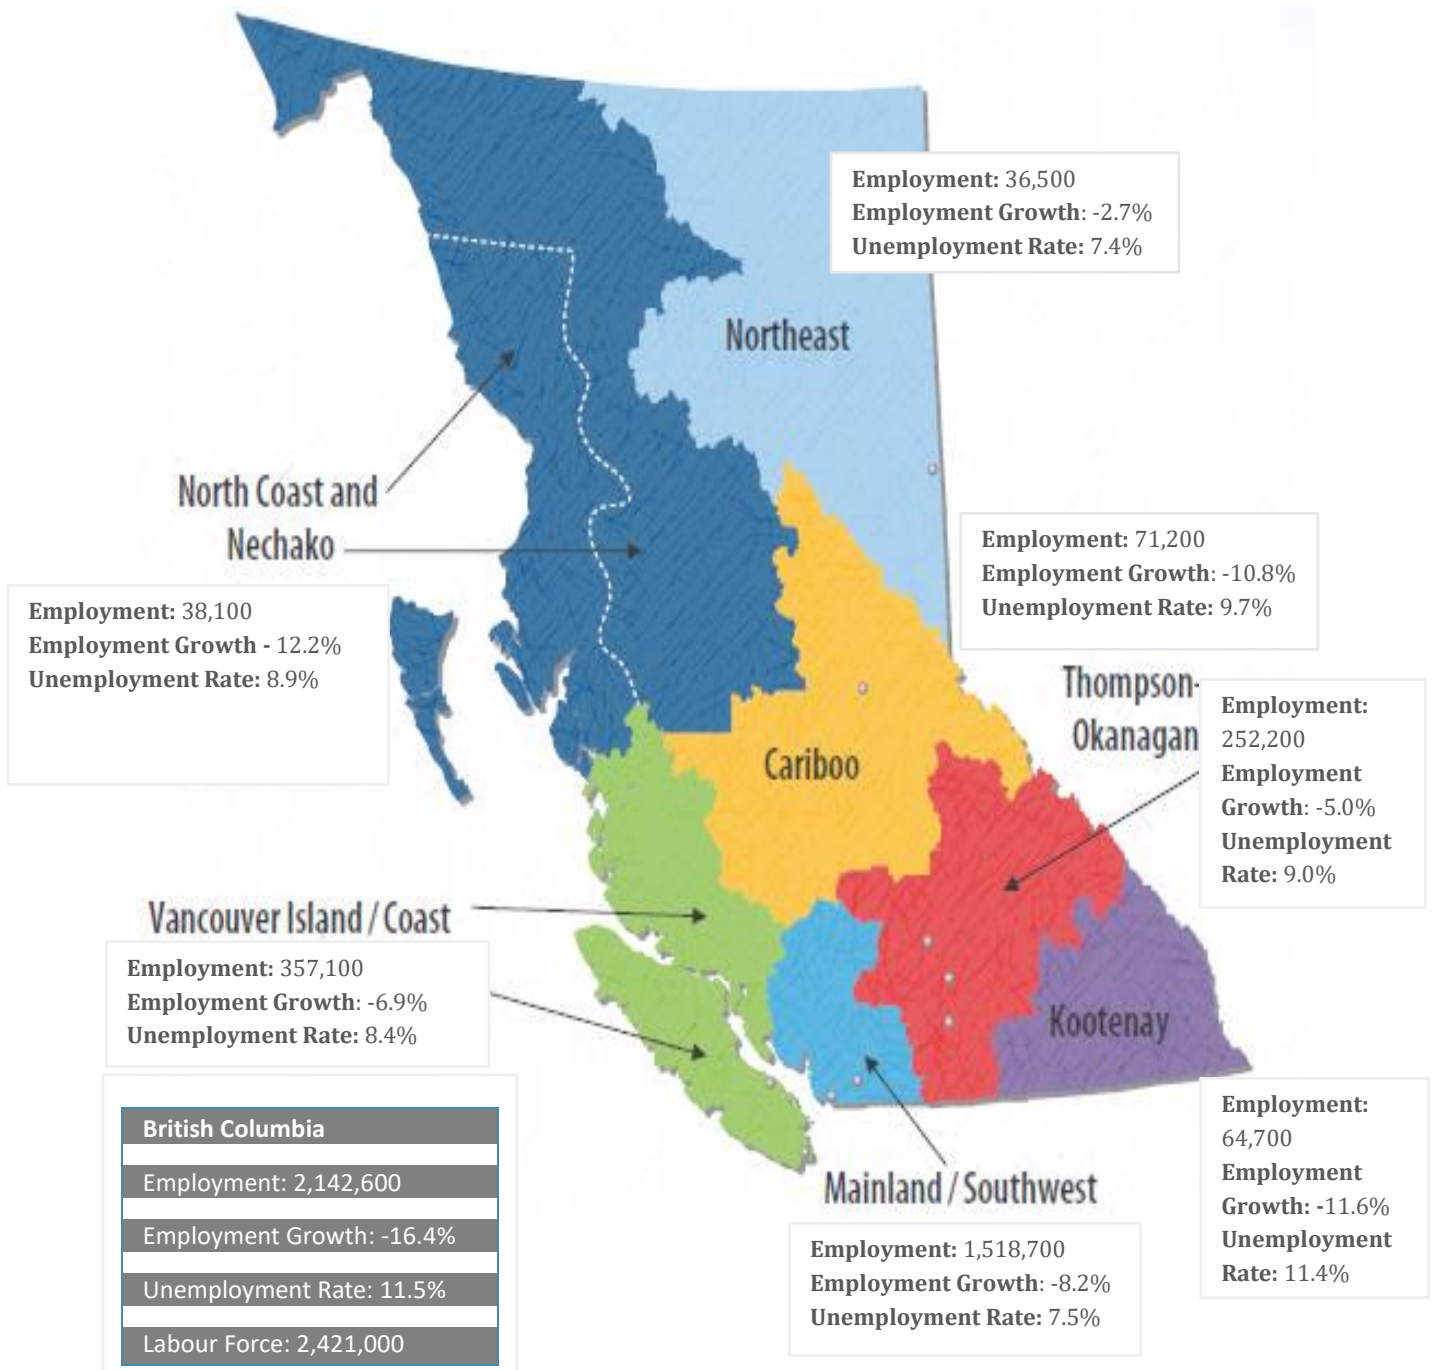 Employment: 36,500
Employment Growth: -2.7%
Unemployment Rate: 7.4%
Northeast
North Coast and
Nechako
Employment: 38,100
Employment Growth - 12.2%
Unemployment Rate: 8.9%
Employment: 71,200
Employment Growth: -10.8%
Unemployment Rate: 9.7%
Cariboo
Thompson-
Okanagan
Employment:
252,200
Employment
Growth: -5.0%
Unemployment
Rate: 9.0%
Vancouver Island / Coast
Employment: 357,100
Employment Growth: -6.9%
Unemployment Rate: 8.4%
Kootenay
Employment:
64,700
Employment
Growth: -11.6%
Unemployment
Rate: 11.4%
Mainland / Southwest
Employment: 1,518,700
Employment Growth: -8.2%
Unemployment Rate: 7.5%
British Columbia
Employment: 2,142,600
Employment Growth: -16.4%
Unemployment Rate: 11.5%
Labour Force: 2,421,000